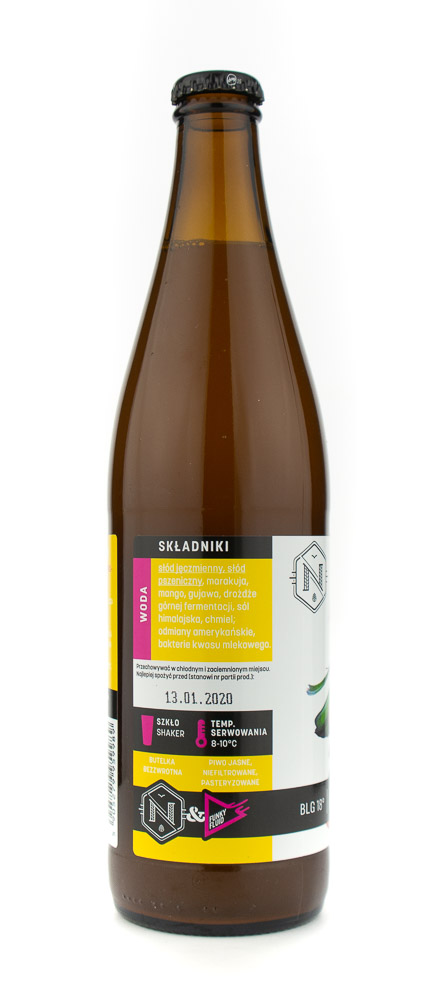 SKŁADNIKI
WODA
słód jęczmienny, słód
pszeniczny, marakuja,
mango, gujawa, drożdże
górnej fermentacji, sól
himalajska, chmiel;
odmiany amerykańskie,
bakterie kwasu mlekowego.
Przechowywać w chłodnym i zaciemnionym miejscu.
Najlepiej spożyć przed (stanowi nr partii prod.):
13.01.2020
SZKŁO
SHAKER
TEMP.
SERWOWANIA
8-10°C
BUTELKA
BEZZWROTNA
PIWO JASNE,
NIEFILTROWANE,
PASTERYZOWANE
N
&
FUNKY
FLUID
N
BLG 18°